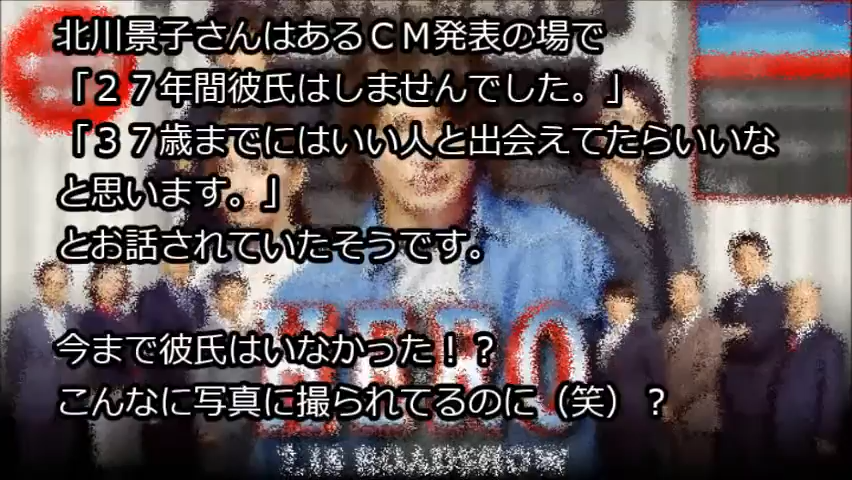 北川景子さんはあるＣＭ発表の場で
「２７年間彼氏はしませんでした。」
「３７歳までにはいい人と出会えてたらいいな
と思います。」
とお話されていたそうです。
今まで彼氏はいなかった！？
こんなに写真に撮られてるのに（笑）？
HERO